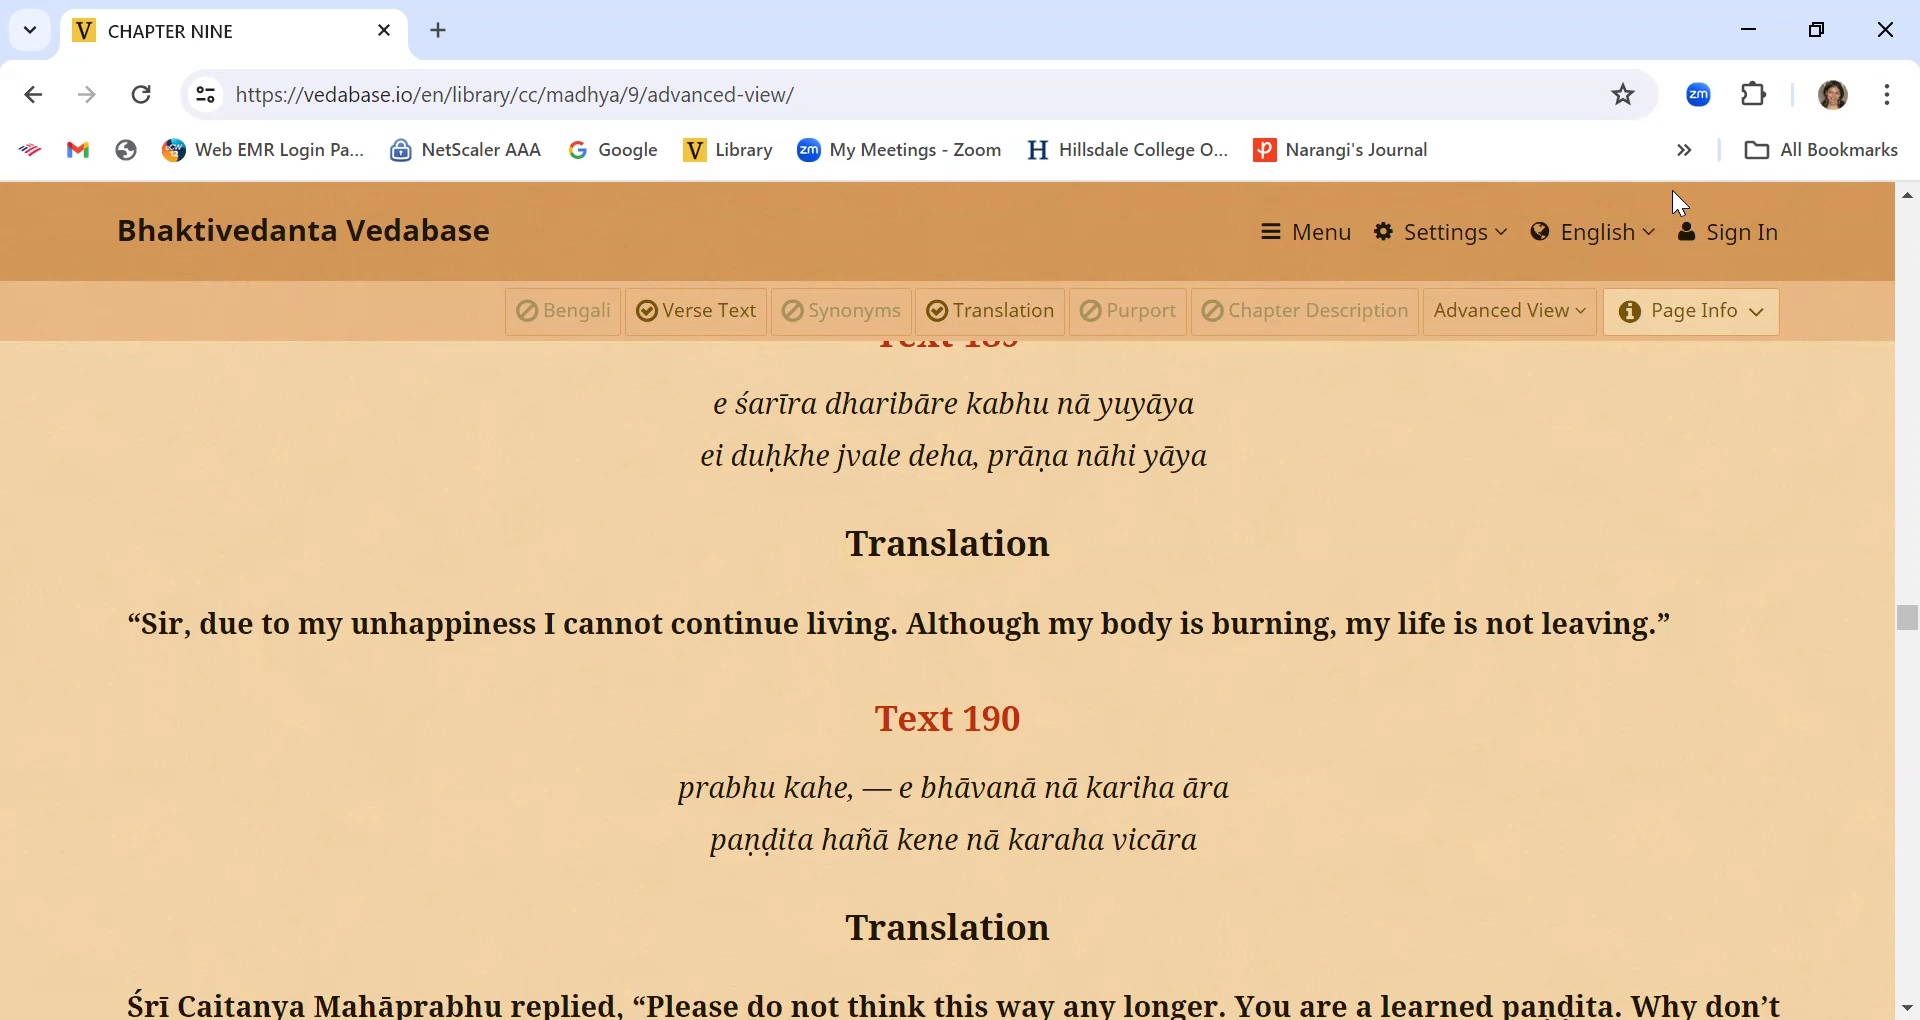 CHAPTER NINE
https://vedabase.io/en/library/cc/madhya/9/advanced-view/
zm
Web EMR Login Pa... NetScaler AAA Google Library My Meetings - Zoom Hillsdale College O... Narangi's Journal All Bookmarks
Bhaktivedanta Vedabase Menu Settings English Sign In
Bengali Verse Text Synonyms Translation Purport Chapter Description Advanced View Page Info
Text 189
e śarīra dharibāre kabhu nā yuyāya
ei duḥkhe jvale deha, prāṇa nāhi yāya
Translation
“Sir, due to my unhappiness I cannot continue living. Although my body is burning, my life is not leaving.”
Text 190
prabhu kahe, — e bhāvanā nā kariha āra
paṇḍita hañā kene nā karaha vicāra
Translation
Śrī Caitanya Mahāprabhu replied, “Please do not think this way any longer. You are a learned paṇḍita. Why don’t